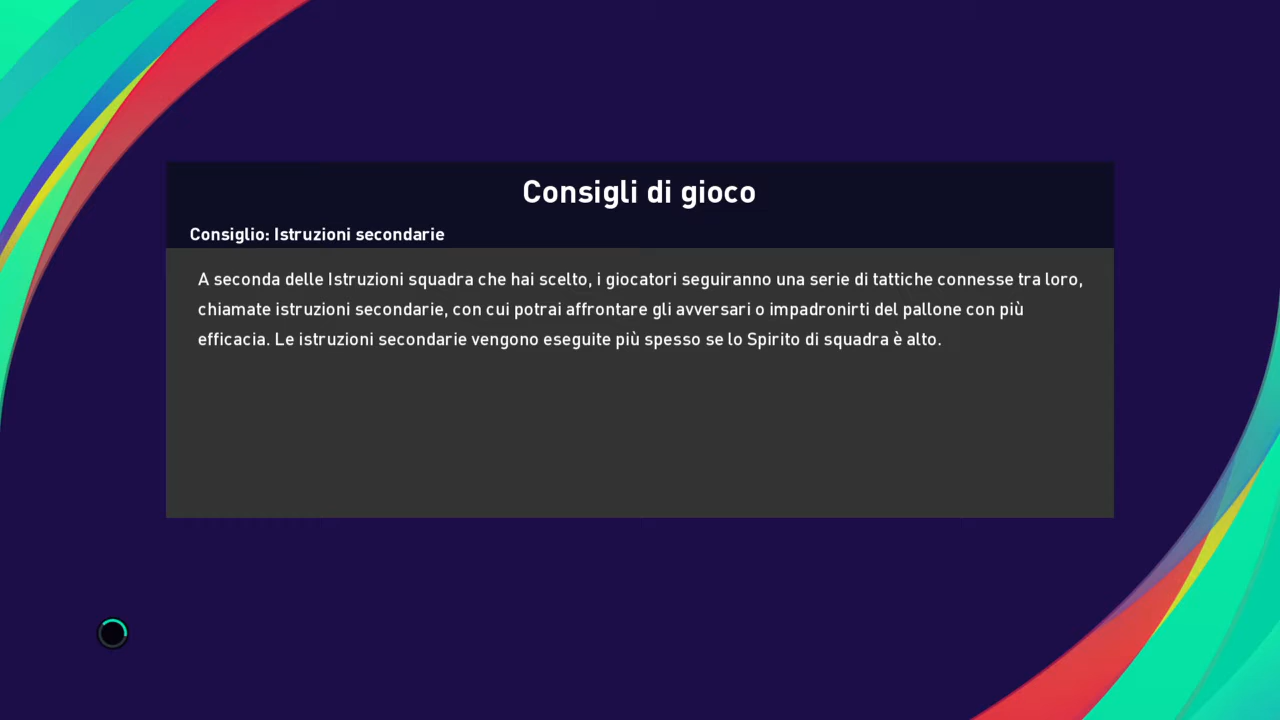 Consigli di gioco
Consiglio: Istruzioni secondarie
A seconda delle Istruzioni squadra che hai scelto, i giocatori seguiranno una serie di tattiche connesse tra loro,
chiamate istruzioni secondarie, con cui potrai affrontare gli avversari o impadronirti del pallone con più
efficacia. Le istruzioni secondarie vengono eseguite più spesso se lo Spirito di squadra è alto.